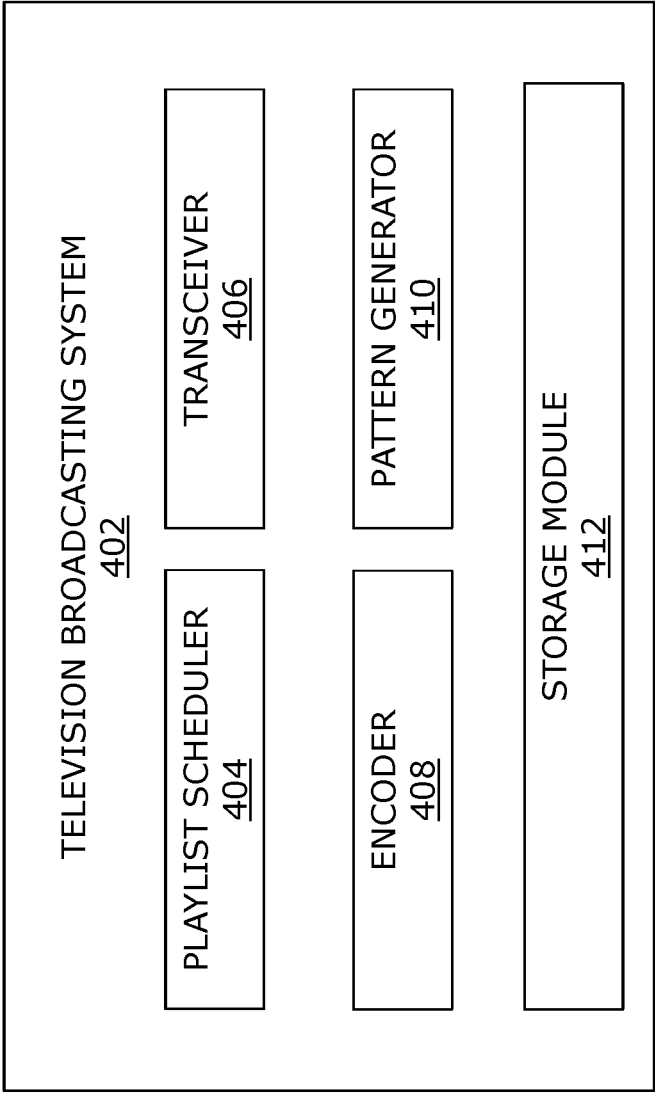 TELEVISION BROADCASTING SYSTEM
402
PLAYLIST SCHEDULER
404
TRANSCEIVER
406
ENCODER
408
PATTERN GENERATOR
410
STORAGE MODULE
412